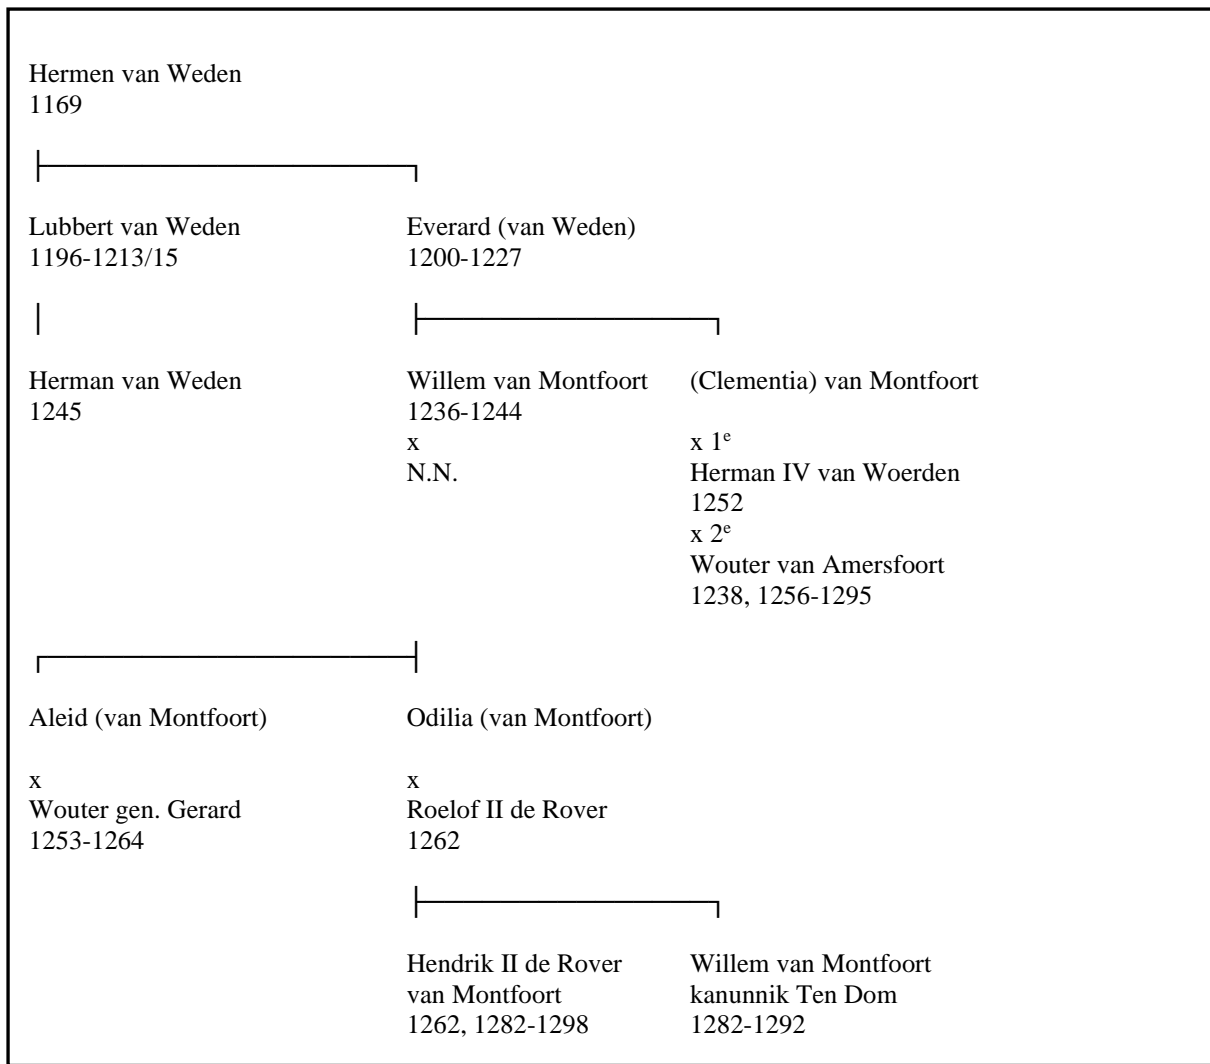 Hermen van Weden
1169
Lubbert van Weden
1196-1213/15
Everard (van Weden)
1200-1227
Herman van Weden
1245
Willem van Montfoort
1236-1244
x
N.N.
(Clementia) van Montfoort
x 1e
Herman IV van Woerden
1252
x 2e
Wouter van Amersfoort
1238, 1256-1295
Aleid (van Montfoort)
x
Wouter gen. Gerard
1253-1264
Odilia (van Montfoort)
x
Roelof II de Rover
1262
Hendrik II de Rover
van Montfoort
1262, 1282-1298
Willem van Montfoort
kanunnik Ten Dom
1282-1292